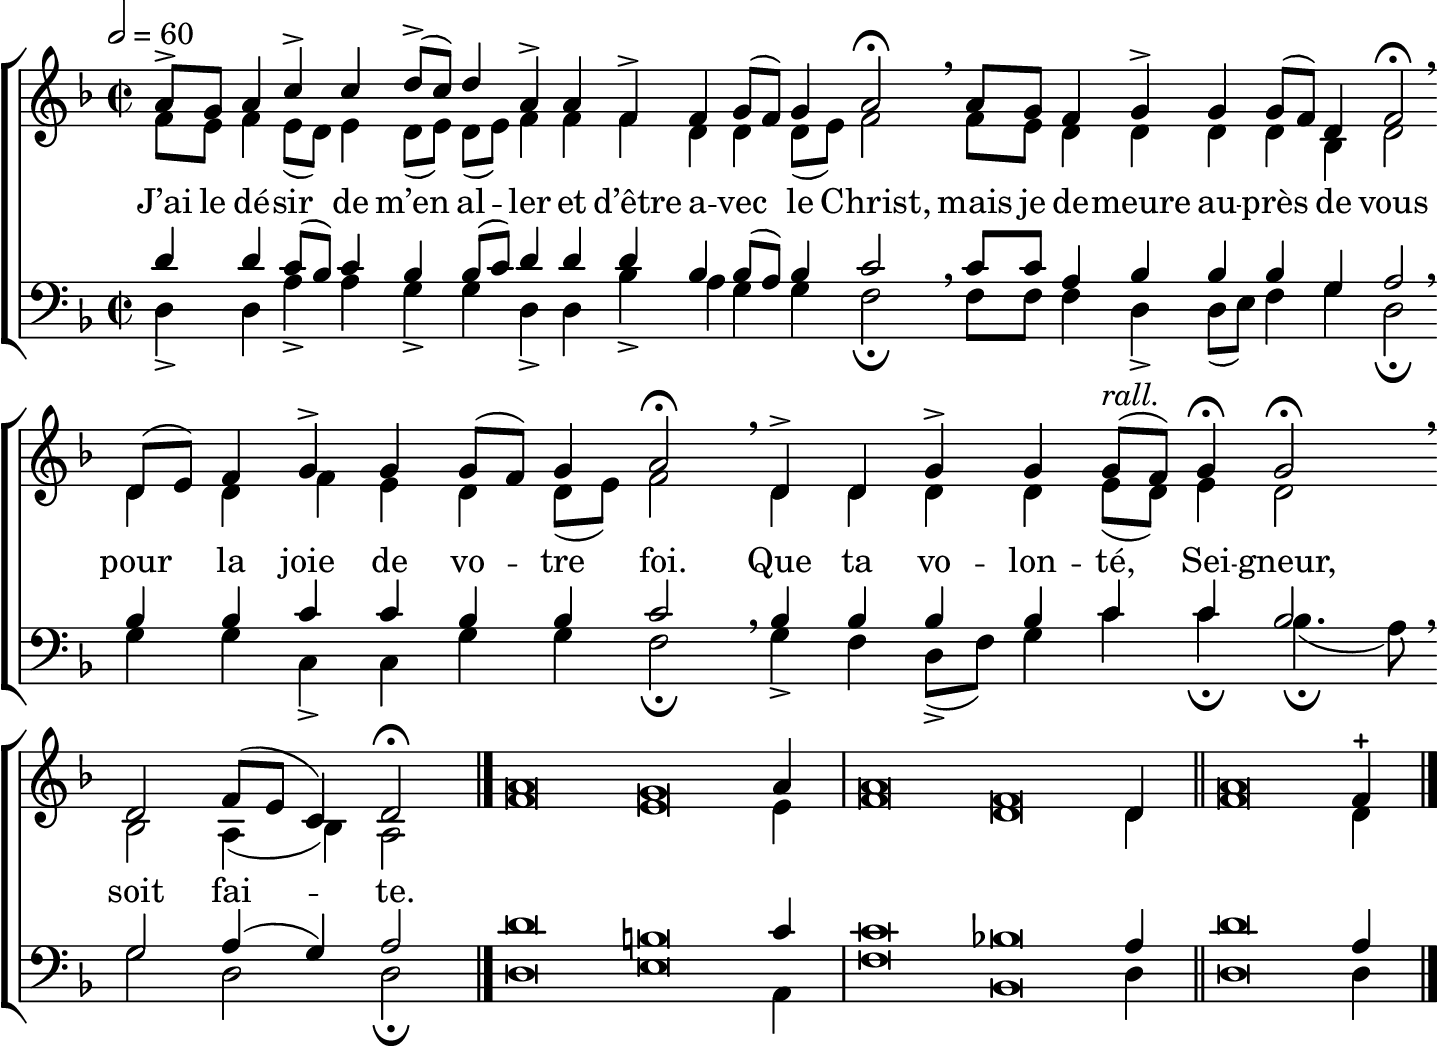 = 60
J’ai le désir de m’en al – ler et d’être a – vec le Christ, mais je demeure au – près de vous
rall.
pour la joie de vo – tre foi. Que ta vo – lon – té, Sei – gneur,
soit fai – te.